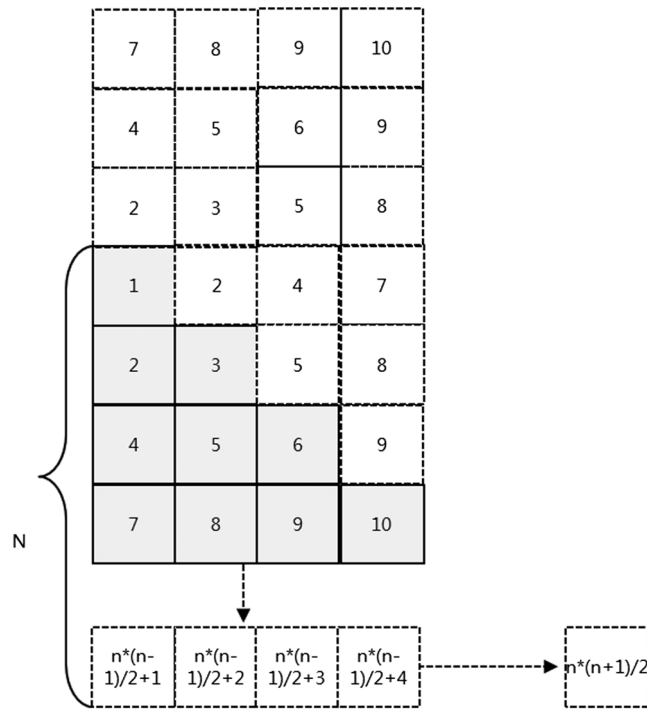 7 8 9 10
4 5 6 9
2 3 5 8
1 2 4 7
2 3 5 8
4 5 6 9
7 8 9 10
N
n*(n- n*(n- n*(n- n*(n-
1)/2+1 1)/2+2 1)/2+3 1)/2+4
n*(n+1)/2